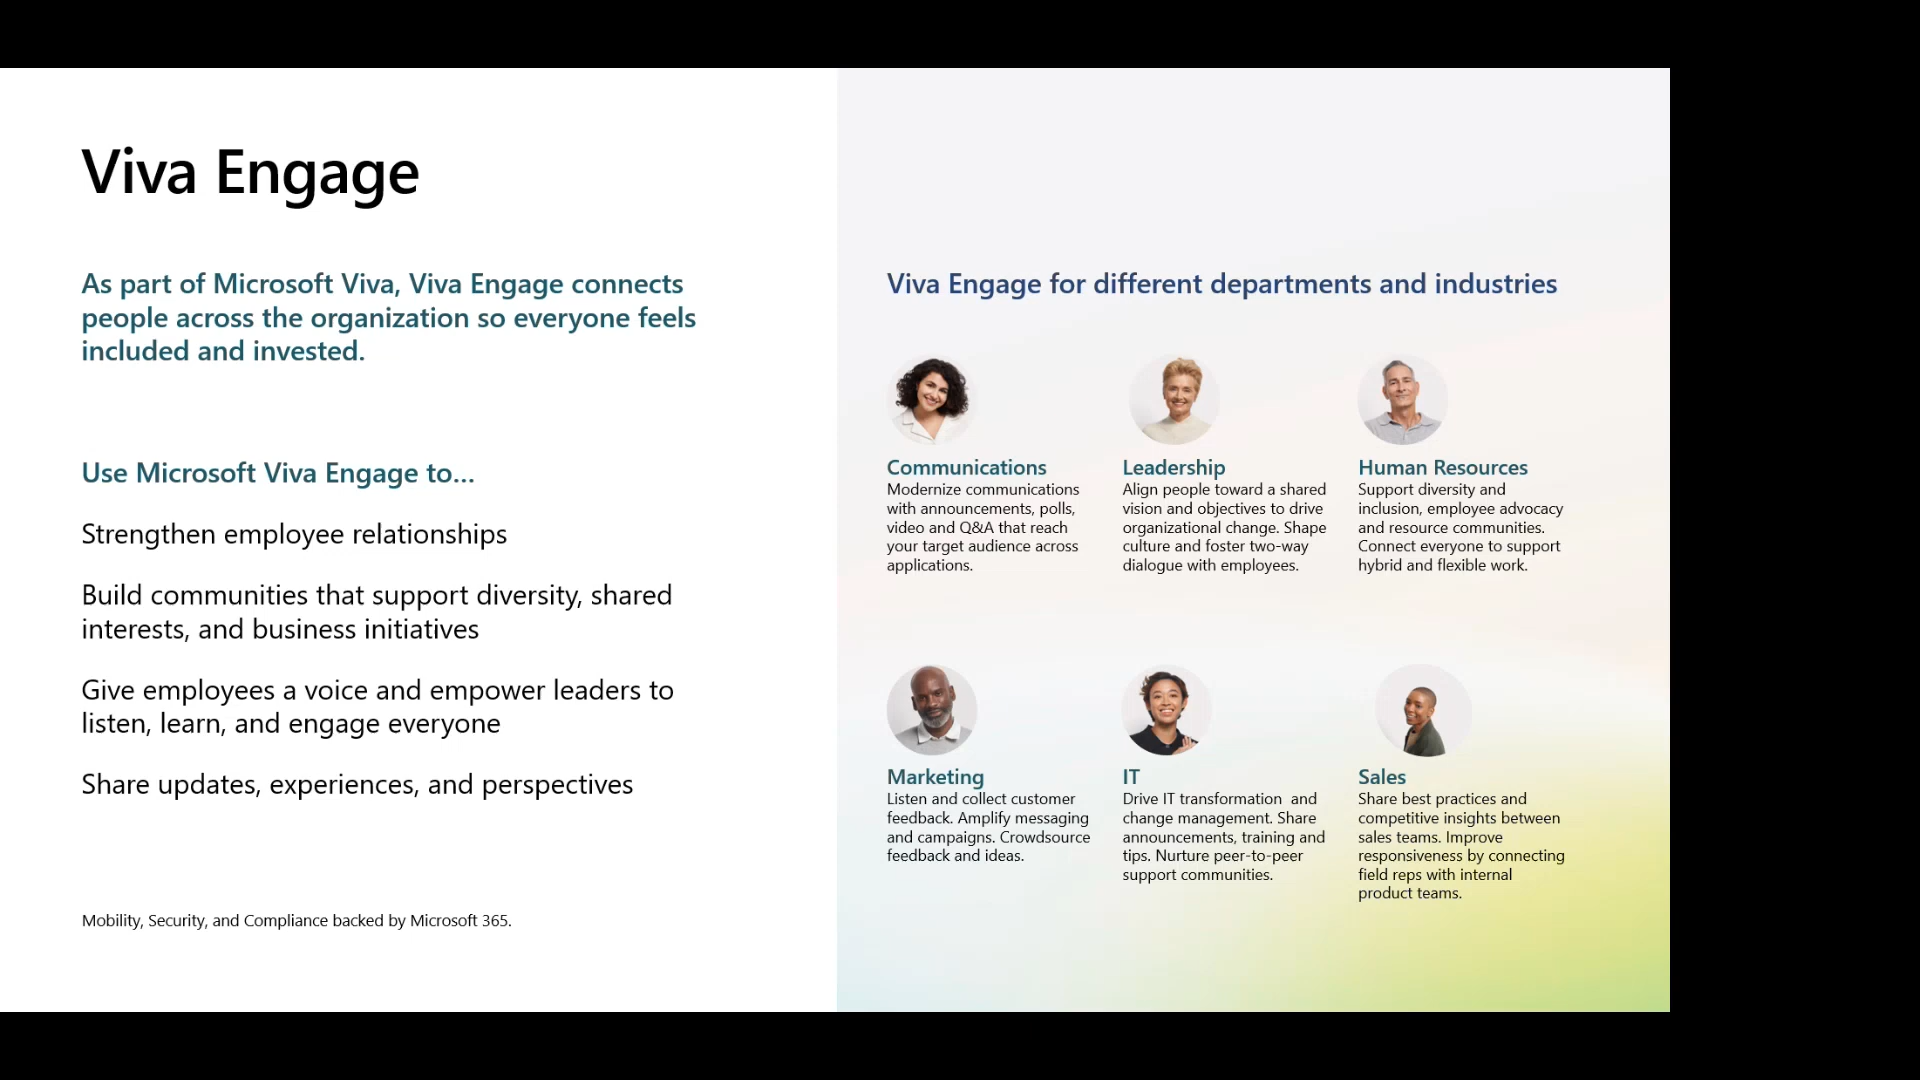 Viva Engage
As part of Microsoft Viva, Viva Engage connects
people across the organization so everyone feels
included and invested.
Use Microsoft Viva Engage to...
Strengthen employee relationships
Build communities that support diversity, shared
interests, and business initiatives
Give employees a voice and empower leaders to
listen, learn, and engage everyone
Share updates, experiences, and perspectives
Mobility, Security, and Compliance backed by Microsoft 365.
Viva Engage for different departments and industries
Communications
Modernize communications
with announcements, polls,
video and Q&A that reach
your target audience across
applications.
Leadership
Align people toward a shared
vision and objectives to drive
organizational change. Shape
culture and foster two-way
dialogue with employees.
Human Resources
Support diversity and
inclusion, employee advocacy
and resource communities.
Connect everyone to support
hybrid and flexible work.
Marketing
Listen and collect customer
feedback. Amplify messaging
and campaigns. Crowdsource
feedback and ideas.
IT
Drive IT transformation  and
change management. Share
announcements, training and
tips. Nurture peer-to-peer
support communities.
Sales
Share best practices and
competitive insights between
sales teams. Improve
responsiveness by connecting
field reps with internal
product teams.